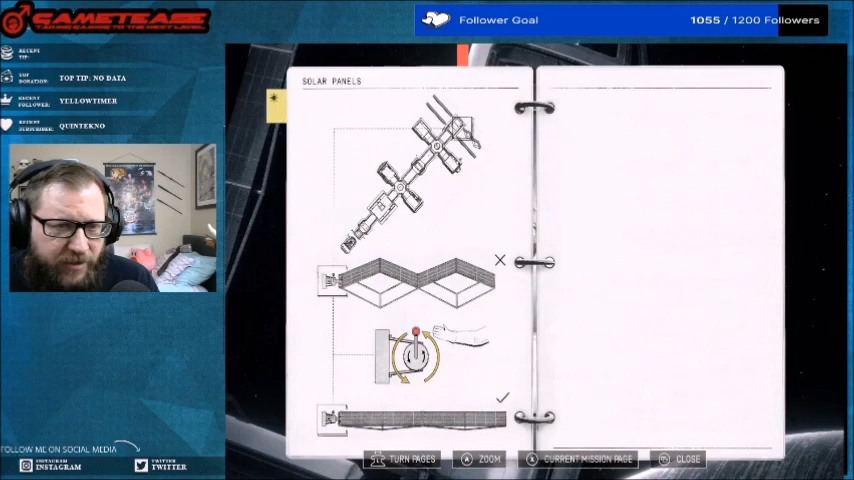 GAMETEASE
TAKING GAMING TO THE NEXT LEVEL
Follower Goal
1055 / 1200 Followers
RECENT TIP:
TOP DONATION:
TOP TIP: NO DATA
RECENT FOLLOWER:
YELLOWTIMER
RECENT SUBSCRIBER:
QUINTEKNO
SOLAR PANELS
TURN PAGES
ZOOM
CURRENT MISSION PAGE
CLOSE
FOLLOW ME ON SOCIAL MEDIA
INSTAGRAM
INSTAGRAM
TWITTER
TWITTER